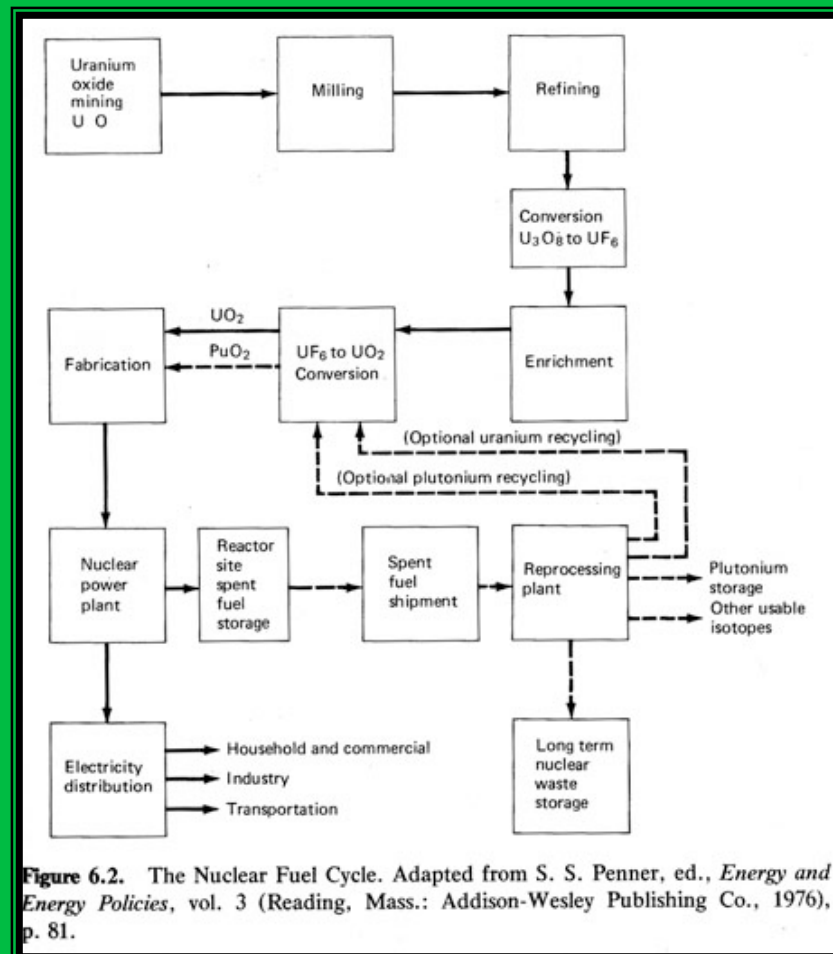 Uranium
oxide
mining
U O
Milling
Refining
Conversion
U₃O₈ to UF₆
Fabrication
UO₂
PuO₂
UF₆ to UO₂
Conversion
Enrichment
(Optional uranium recycling)
(Optional plutonium recycling)
Nuclear
power
plant
Reactor
site
spent
fuel
storage
Spent
fuel
shipment
Reprocessing
plant
Plutonium
storage
Other usable
isotopes
Electricity
distribution
Household and commercial
Industry
Transportation
Long term
nuclear
waste
storage
Figure 6.2. The Nuclear Fuel Cycle. Adapted from S. S. Penner, ed., Energy and
Energy Policies, vol. 3 (Reading, Mass.: Addison-Wesley Publishing Co., 1976),
p. 81.